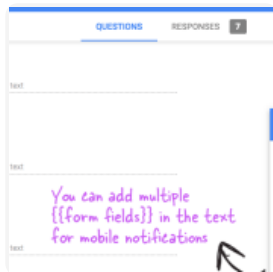 QUESTIONS RESPONSES 7
text
text
You can add multiple
{{form fields}} in the text
for mobile notifications
text